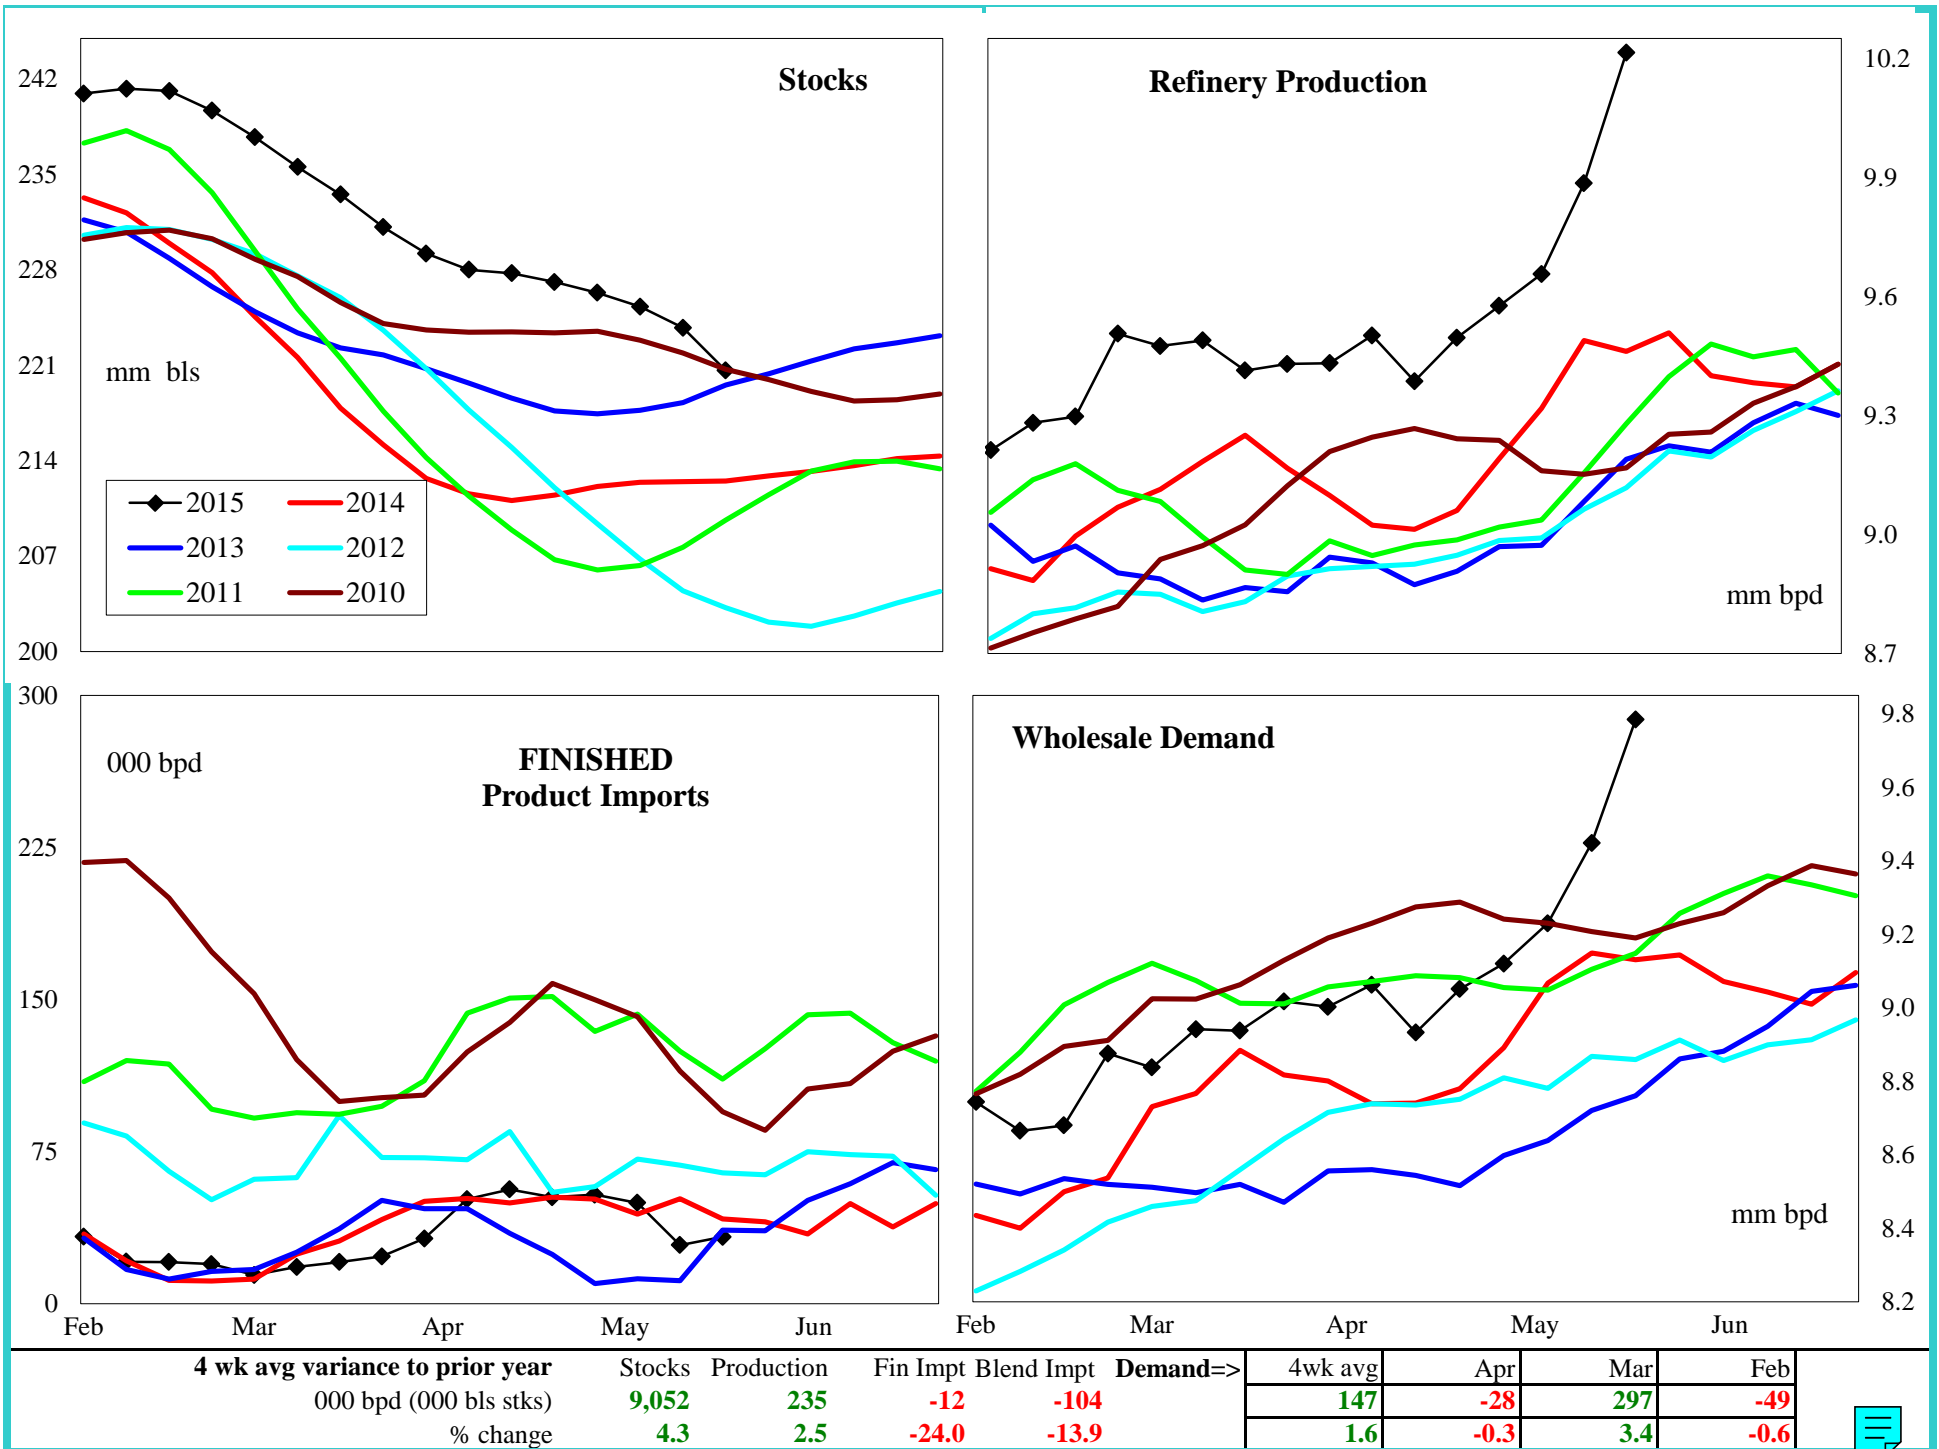 Stocks
242
235
228
221
214
207
200
mm bls
2015 2014
2013 2012
2011 2010
Refinery Production
10.2
9.9
9.6
9.3
9.0
8.7
mm bpd
FINISHED
Product Imports
000 bpd
300
225
150
75
0
Feb Mar Apr May Jun
Wholesale Demand
9.8
9.6
9.4
9.2
9.0
8.8
8.6
8.4
8.2
mm bpd
Feb Mar Apr May Jun
4 wk avg variance to prior year Stocks Production Fin Impt Blend Impt Demand=> 4wk avg Apr Mar Feb
000 bpd (000 bls stks) 9,052 235 -12 -104 147 -28 297 -49
% change 4.3 2.5 -24.0 -13.9 1.6 -0.3 3.4 -0.6